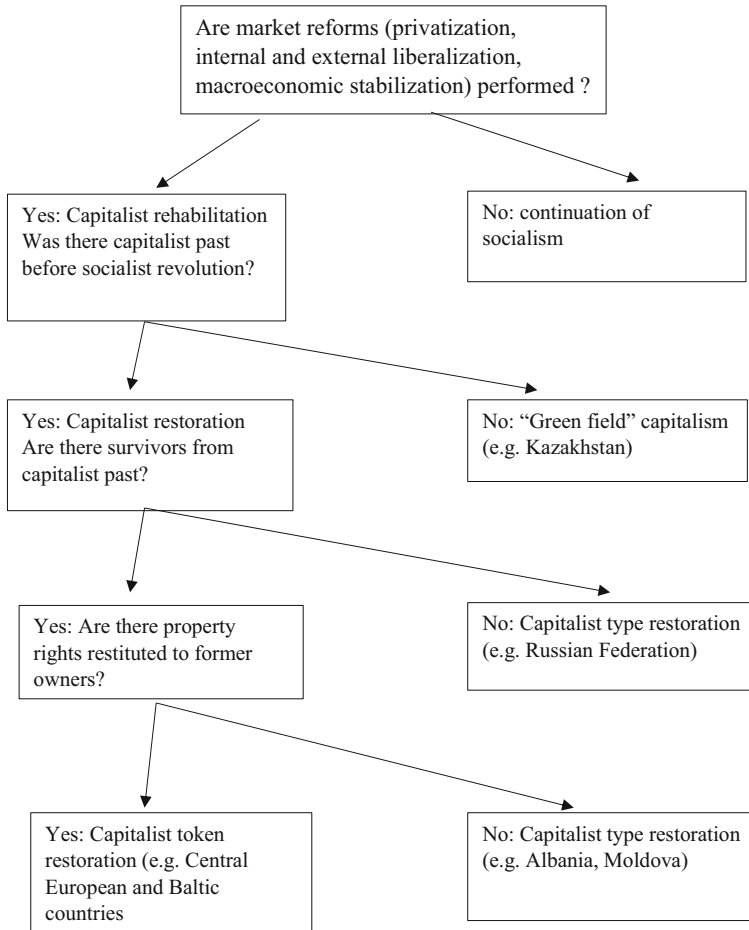 Are market reforms (privatization,
internal and external liberalization,
macroeconomic stabilization) performed ?
Yes: Capitalist rehabilitation
Was there capitalist past
before socialist revolution?
No: continuation of
socialism
Yes: Capitalist restoration
Are there survivors from
capitalist past?
No: “Green field” capitalism
(e.g. Kazakhstan)
Yes: Are there property
rights restituted to former
owners?
No: Capitalist type restoration
(e.g. Russian Federation)
Yes: Capitalist token
restoration (e.g. Central
European and Baltic
countries
No: Capitalist type restoration
(e.g. Albania, Moldova)